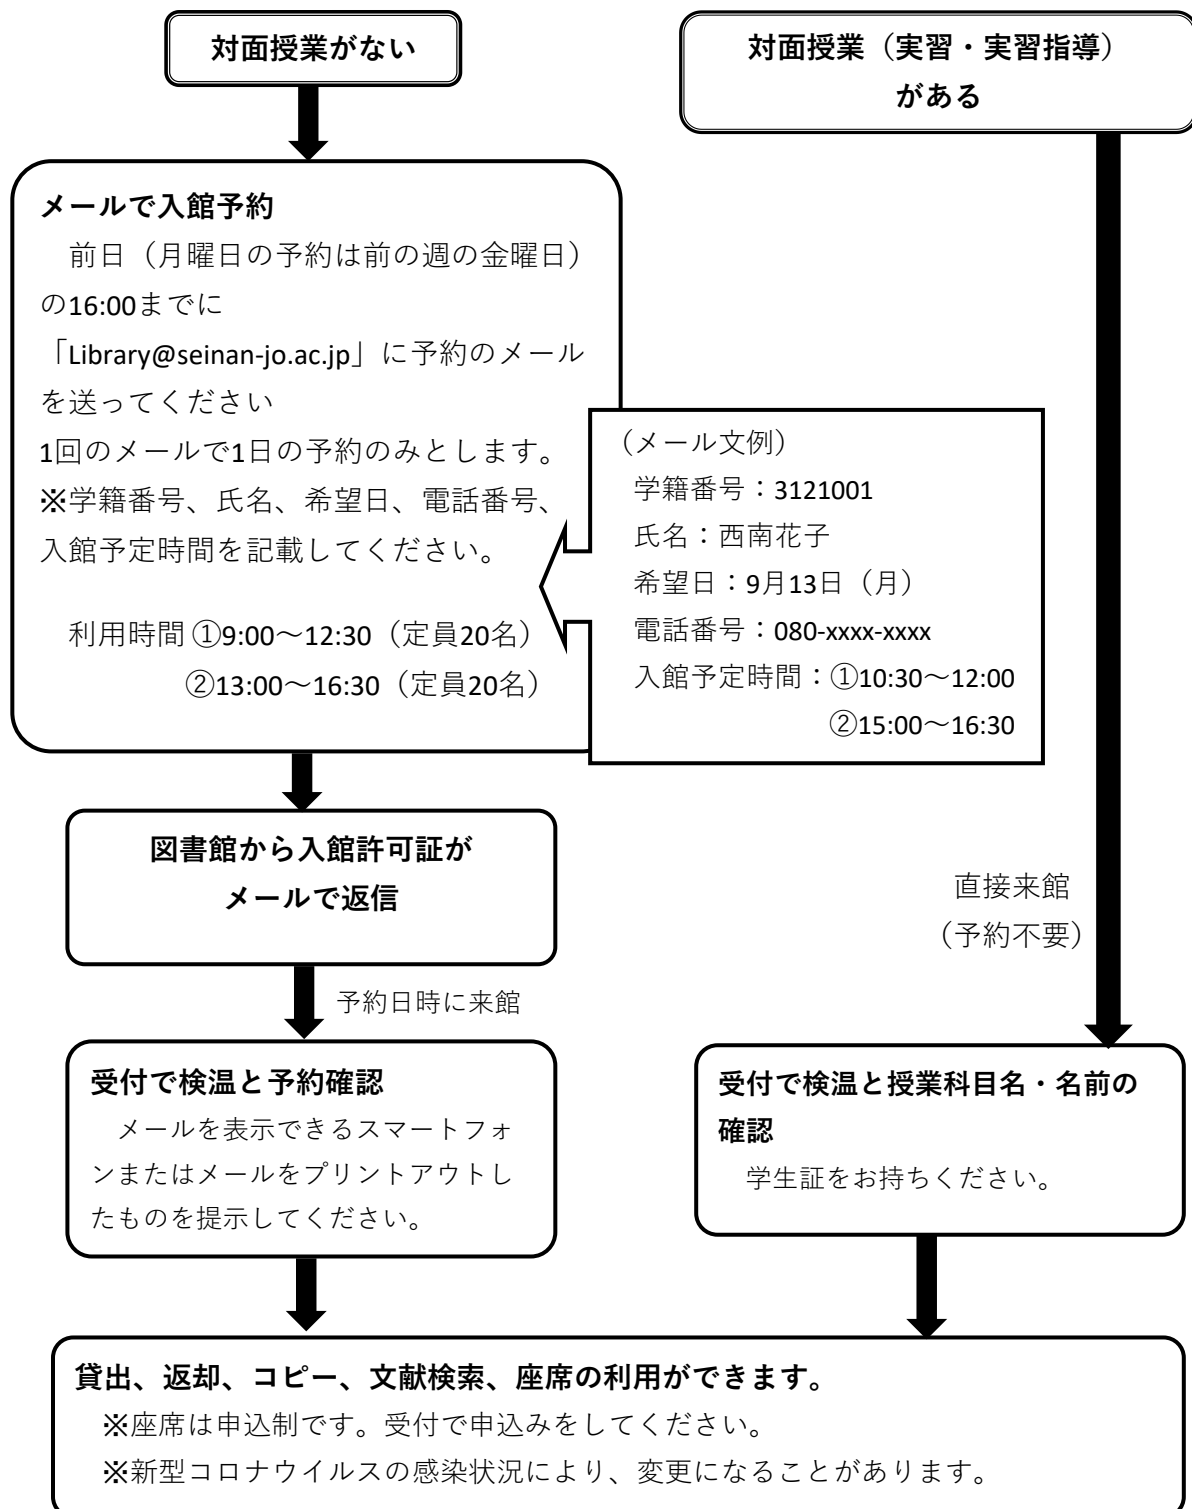 対面授業がない
対面授業（実習・実習指導）
がある
メールで入館予約
前日（月曜日の予約は前の週の金曜日）
の16:00までに
「Library@seinan-jo.ac.jp」に予約のメール
を送ってください
1回のメールで1日の予約のみとします。
※学籍番号、氏名、希望日、電話番号、
入館予定時間を記載してください。
利用時間 ①9:00～12:30（定員20名）
②13:00～16:30（定員20名）
（メール文例）
学籍番号：3121001
氏名：西南花子
希望日：9月13日（月）
電話番号：080-xxxx-xxxx
入館予定時間：①10:30～12:00
②15:00～16:30
図書館から入館許可証が
メールで返信
直接来館
（予約不要）
予約日時に来館
受付で検温と予約確認
メールを表示できるスマートフォ
ンまたはメールをプリントアウトし
たものを提示してください。
受付で検温と授業科目名・名前の
確認
学生証をお持ちください。
貸出、返却、コピー、文献検索、座席の利用ができます。
※座席は申込制です。受付で申込みをしてください。
※新型コロナウイルスの感染状況により、変更になることがあります。